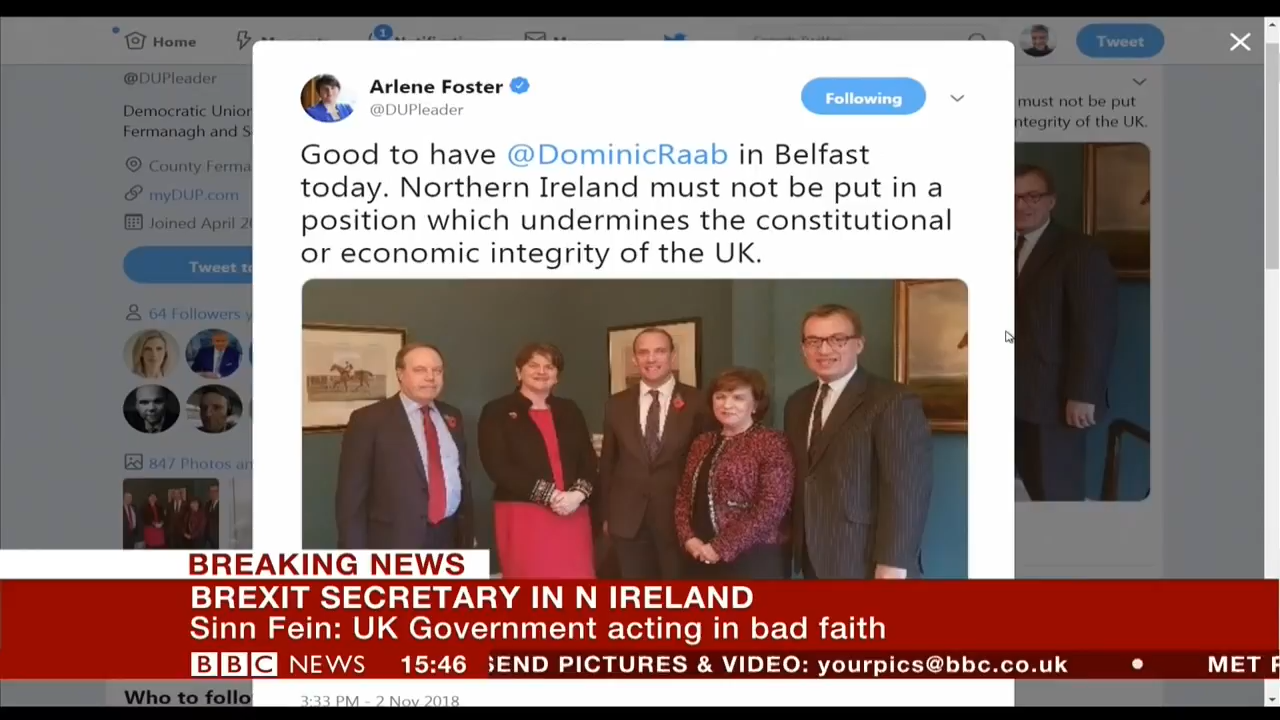 Home
1
Tweet
@DUPleader
Democratic Union
Fermanagh and S
County Ferma
myDUP.com
Joined April 20
Tweet to
64 Followers y
847 Photos an
Who to follo
Arlene Foster
@DUPleader
Following
Good to have @DominicRaab in Belfast
today. Northern Ireland must not be put in a
position which undermines the constitutional
or economic integrity of the UK.
3:33 PM - 2 Nov 2018
must not be put
ntegrity of the UK.
BREAKING NEWS
BREXIT SECRETARY IN N IRELAND
Sinn Fein: UK Government acting in bad faith
BBC NEWS 15:46 SEND PICTURES & VIDEO: yourpics@bbc.co.uk • MET